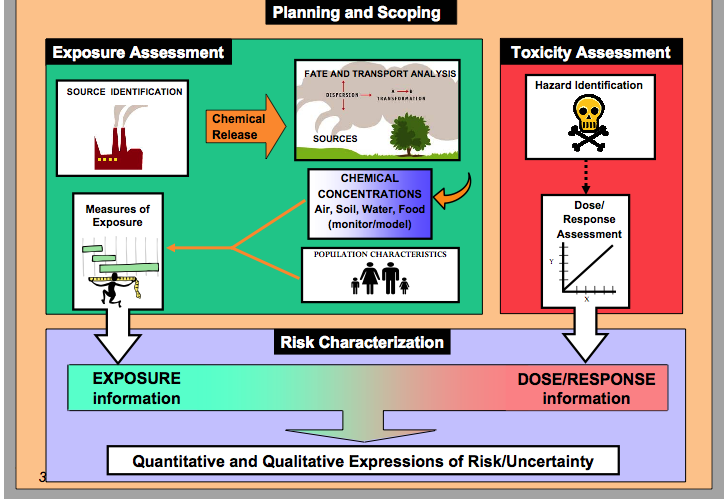 Planning and Scoping
Exposure Assessment
SOURCE IDENTIFICATION
Chemical
Release
FATE AND TRANSPORT ANALYSIS
DISPERSION
A
B
TRANSFORMATION
SOURCES
CHEMICAL
CONCENTRATIONS
Air, Soil, Water, Food
(monitor/model)
Measures of
Exposure
POPULATION CHARACTERISTICS
Toxicity Assessment
Hazard Identification
Dose/
Response
Assessment
Y
X
Risk Characterization
EXPOSURE
information
DOSE/RESPONSE
information
Quantitative and Qualitative Expressions of Risk/Uncertainty
3